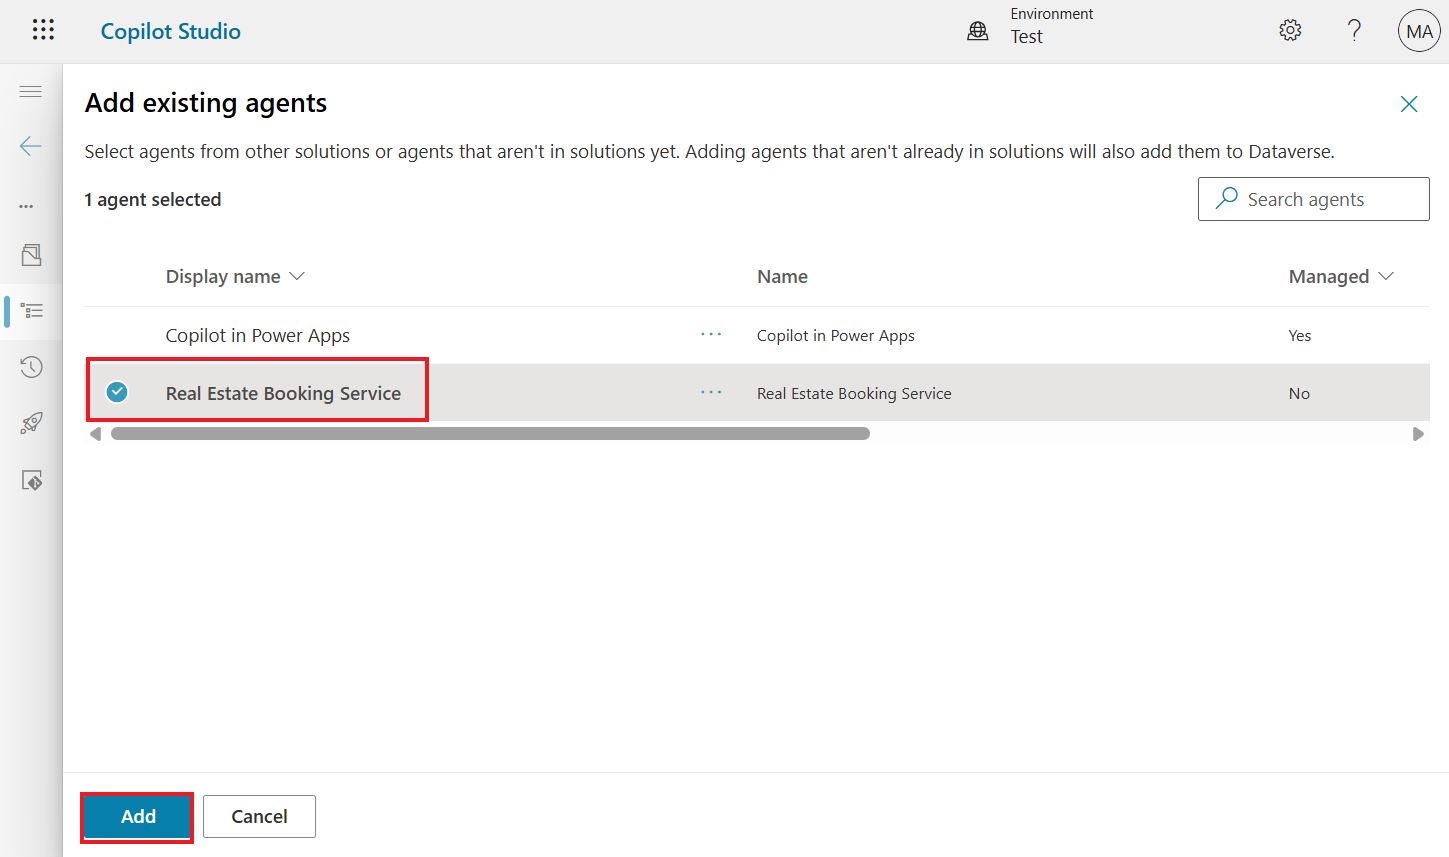 Copilot Studio
Environment
Test
MA
Add existing agents
Select agents from other solutions or agents that aren't in solutions yet. Adding agents that aren't already in solutions will also add them to Dataverse.
1 agent selected
Search agents
Display name Name Managed
Copilot in Power Apps ... Copilot in Power Apps Yes
Real Estate Booking Service ... Real Estate Booking Service No
Add Cancel